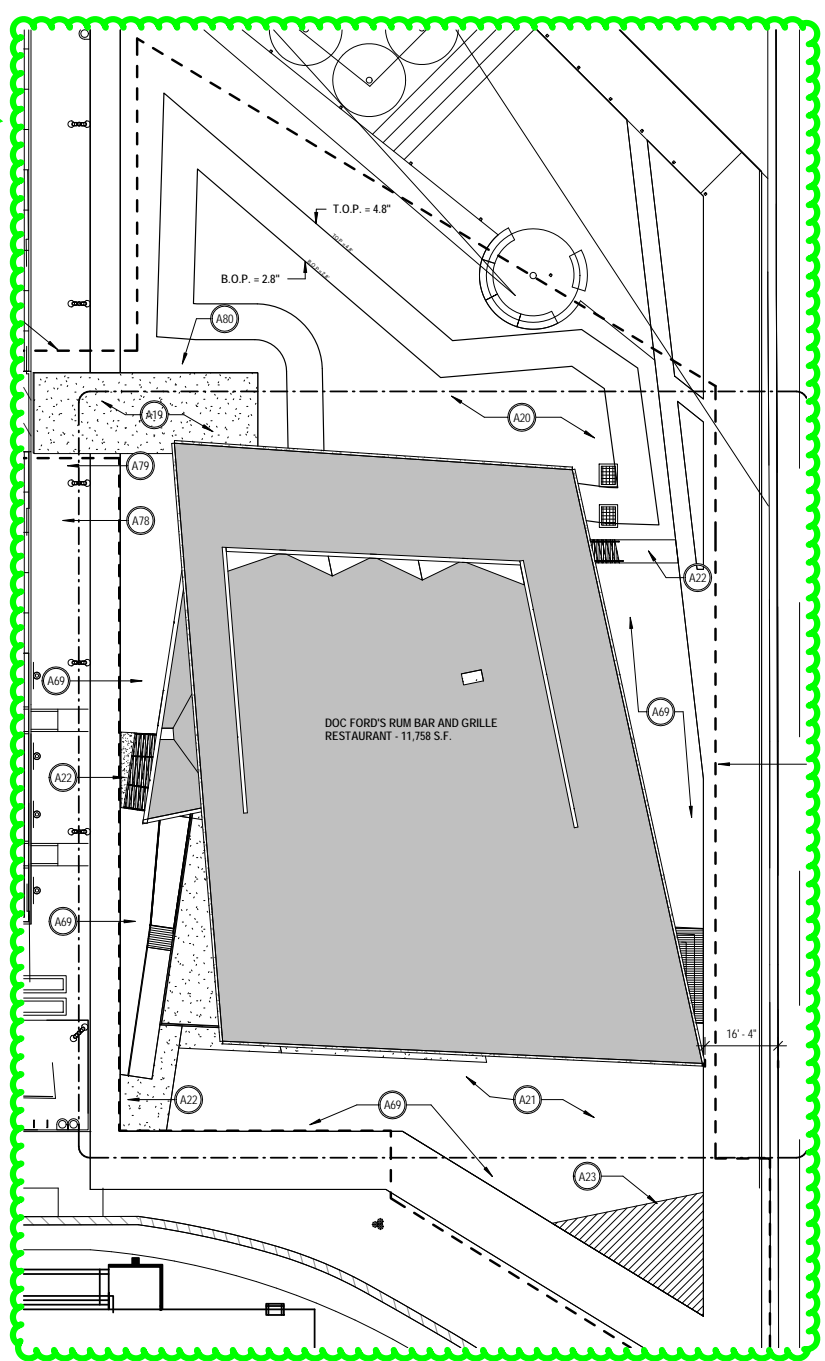 T.O.P. = 4.8"
B.O.P. = 2.8"
A80
A19
A20
A79
A78
A22
A69
A69
DOC FORD'S RUM BAR AND GRILLE
RESTAURANT - 11,758 S.F.
A22
A69
16' - 4"
A22
A69
A21
A23